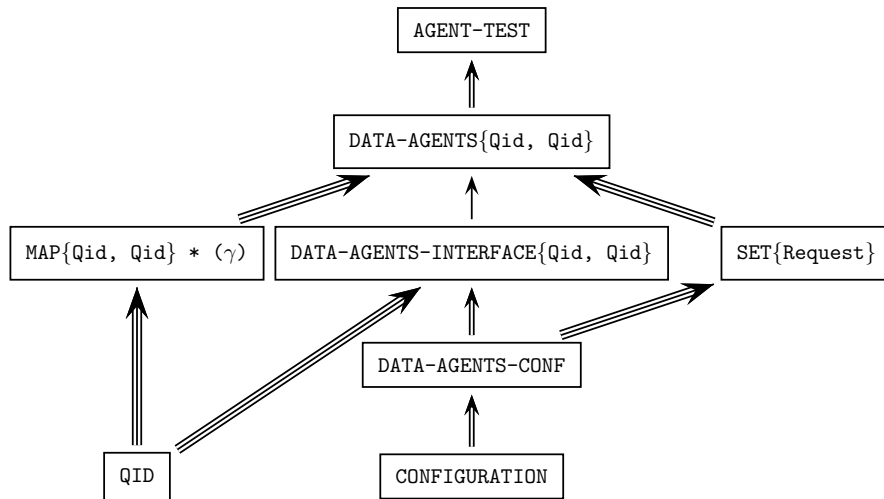 AGENT-TEST
DATA-AGENTS{Qid, Qid}
MAP{Qid, Qid} * (γ)
DATA-AGENTS-INTERFACE{Qid, Qid}
SET{Request}
DATA-AGENTS-CONF
QID
CONFIGURATION